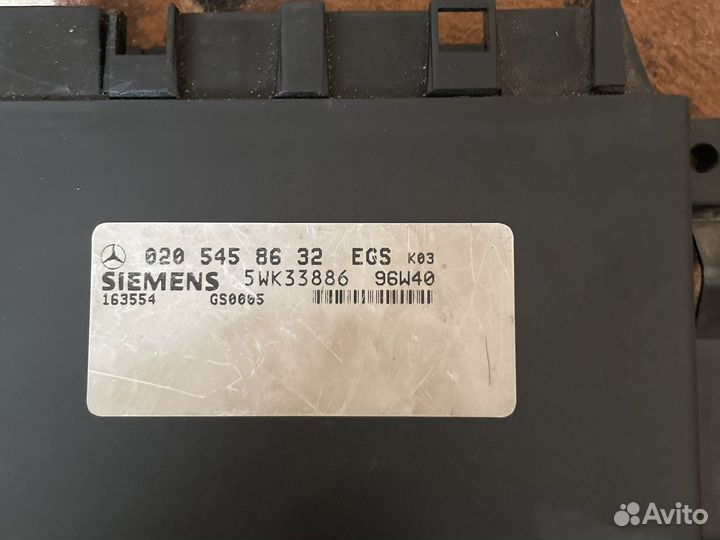 020 545 86 32 EGS K03
SIEMENS 5WK33886 96W40
163554 GS0005
Avito